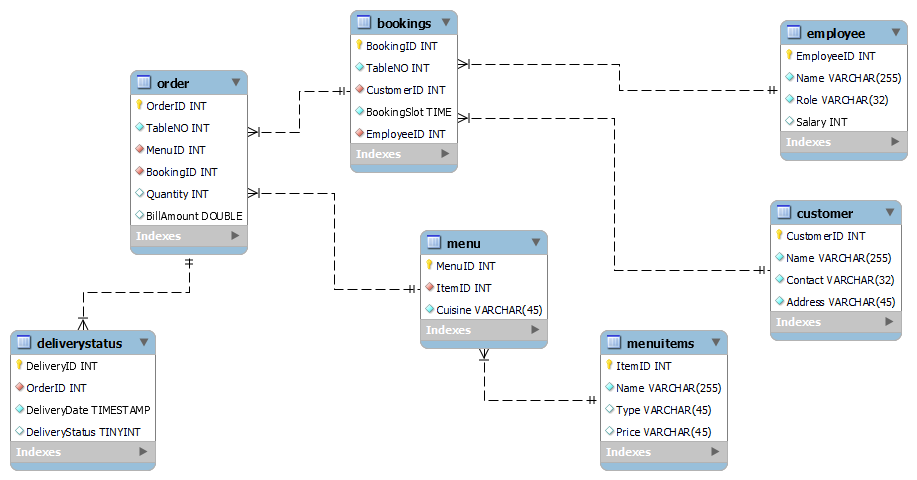 bookings
BookingID INT
TableNO INT
CustomerID INT
BookingSlot TIME
EmployeeID INT
Indexes
employee
EmployeeID INT
Name VARCHAR(255)
Role VARCHAR(32)
Salary INT
Indexes
order
OrderID INT
TableNO INT
MenuID INT
BookingID INT
Quantity INT
BillAmount DOUBLE
Indexes
customer
CustomerID INT
Name VARCHAR(255)
Contact VARCHAR(32)
Address VARCHAR(45)
Indexes
menu
MenuID INT
ItemID INT
Cuisine VARCHAR(45)
Indexes
deliverystatus
DeliveryID INT
OrderID INT
DeliveryDate TIMESTAMP
DeliveryStatus TINYINT
Indexes
menuitems
ItemID INT
Name VARCHAR(255)
Type VARCHAR(45)
Price VARCHAR(45)
Indexes